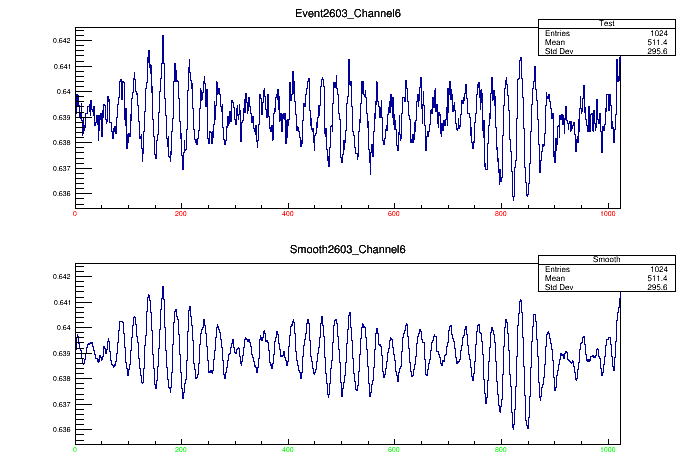 Event2603_Channel6
Test
Entries 1024
Mean 511.4
Std Dev 295.6
0.642
0.641
0.64
0.639
0.638
0.637
0.636
0 200 400 600 800 1000
Smooth2603_Channel6
Smooth
Entries 1024
Mean 511.4
Std Dev 295.6
0.642
0.641
0.64
0.639
0.638
0.637
0.636
0 200 400 600 800 1000